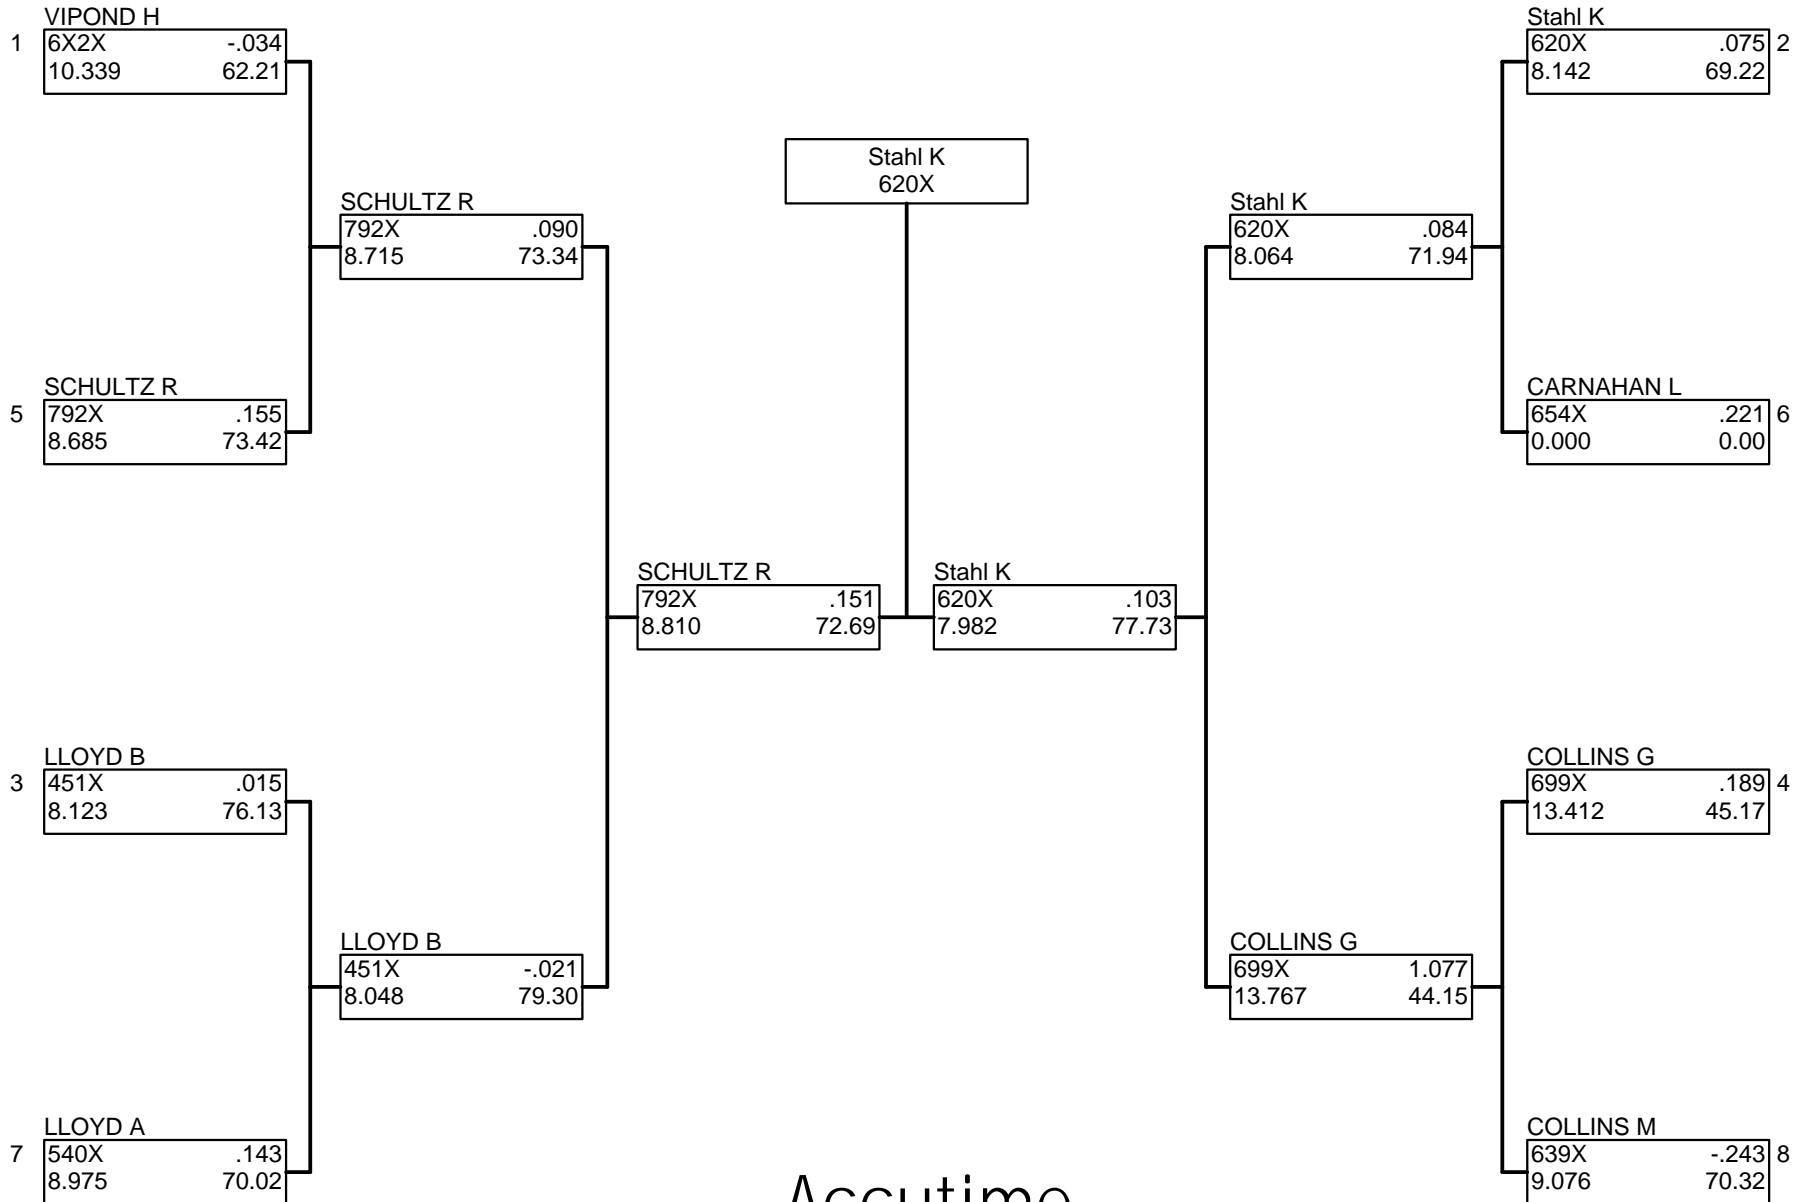 VIPOND H
1 6X2X -.034
10.339 62.21
SCHULTZ R
5 792X .155
8.685 73.42
LLOYD B
3 451X .015
8.123 76.13
LLOYD A
7 540X .143
8.975 70.02
SCHULTZ R
792X .090
8.715 73.34
LLOYD B
451X -.021
8.048 79.30
SCHULTZ R
792X .151
8.810 72.69
Stahl K
620X
Stahl K
620X .103
7.982 77.73
Stahl K
620X .084
8.064 71.94
COLLINS G
699X 1.077
13.767 44.15
Stahl K
620X .075 2
8.142 69.22
CARNAHAN L
654X .221 6
0.000 0.00
COLLINS G
699X .189 4
13.412 45.17
COLLINS M
639X -.243 8
9.076 70.32
Accutime